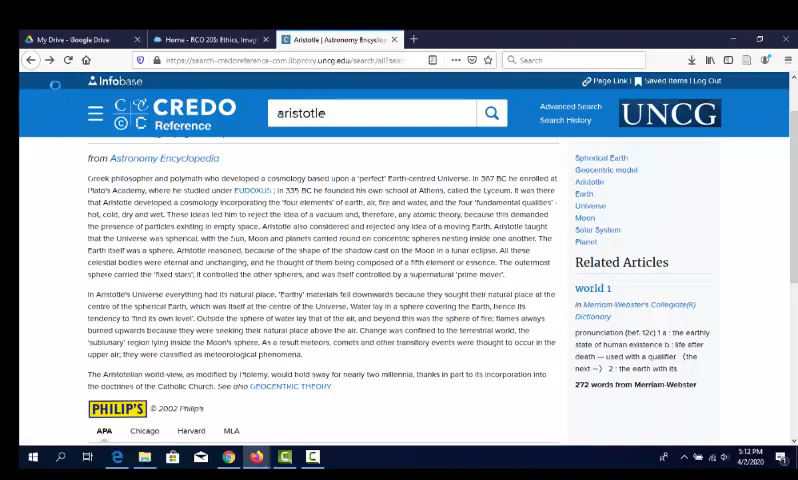 My Drive - Google Drive
Home - RCO 203: Ethics, Imag
Aristotle | Astronomy Encyclope
https://search-credoreference-com.libproxy.uncg.edu/search/all?sear
Search
Infobase
Page Link | Saved Items | Log Out
CREDO
Reference
aristotle
Advanced Search
Search History
UNCG
from Astronomy Encyclopedia
Greek philosopher and polymath who developed a cosmology based upon a 'perfect' Earth-centred Universe. In 367 BC he enrolled at
Plato's Academy, where he studied under EUDOXUS ; in 335 BC he founded his own school at Athens, called the Lyceum. It was there
that Aristotle developed a cosmology incorporating the 'four elements' of earth, air, fire and water, and the four 'fundamental qualities' -
hot, cold, dry and wet. These ideas led him to reject the idea of a vacuum and, therefore, any atomic theory, because this demanded
the presence of particles existing in empty space. Aristotle also considered and rejected any idea of a moving Earth. Aristotle taught
that the Universe was spherical, with the Sun, Moon and planets carried round on concentric spheres nesting inside one another. The
Earth itself was a sphere, Aristotle reasoned, because of the shape of the shadow cast on the Moon in a lunar eclipse. All these
celestial bodies were eternal and unchanging, and he thought of them being composed of a fifth element or essence. The outermost
sphere carried the 'fixed stars'; it controlled the other spheres, and was itself controlled by a supernatural 'prime mover'.
In Aristotle's Universe everything had its natural place. 'Earthy' materials fell downwards because they sought their natural place at the
centre of the spherical Earth, which was itself at the centre of the Universe. Water lay in a sphere covering the Earth, hence its
tendency to 'find its own level'. Outside the sphere of water lay that of the air, and beyond this was the sphere of fire; flames always
burned upwards because they were seeking their natural place above the air. Change was confined to the terrestrial world, the
'sublunary' region lying inside the Moon's sphere. As a result meteors, comets and other transitory events were thought to occur in the
upper air; they were classified as meteorological phenomena.
The Aristotelian world-view, as modified by Ptolemy, would hold sway for nearly two millennia, thanks in part to its incorporation into
the doctrines of the Catholic Church. See also GEOCENTRIC THEORY
PHILIP'S © 2002 Philip's
APA Chicago Harvard MLA
Spherical Earth
Geocentric model
Aristotle
Earth
Universe
Moon
Solar System
Planet
Related Articles
world 1
in Merriam-Webster's Collegiate(R)
Dictionary
pronunciation (bef. 12c) 1 a : the earthly
state of human existence b : life after
death — used with a qualifier 〈the
next ~〉 2 : the earth with its
272 words from Merriam-Webster
5:12 PM
4/2/2020